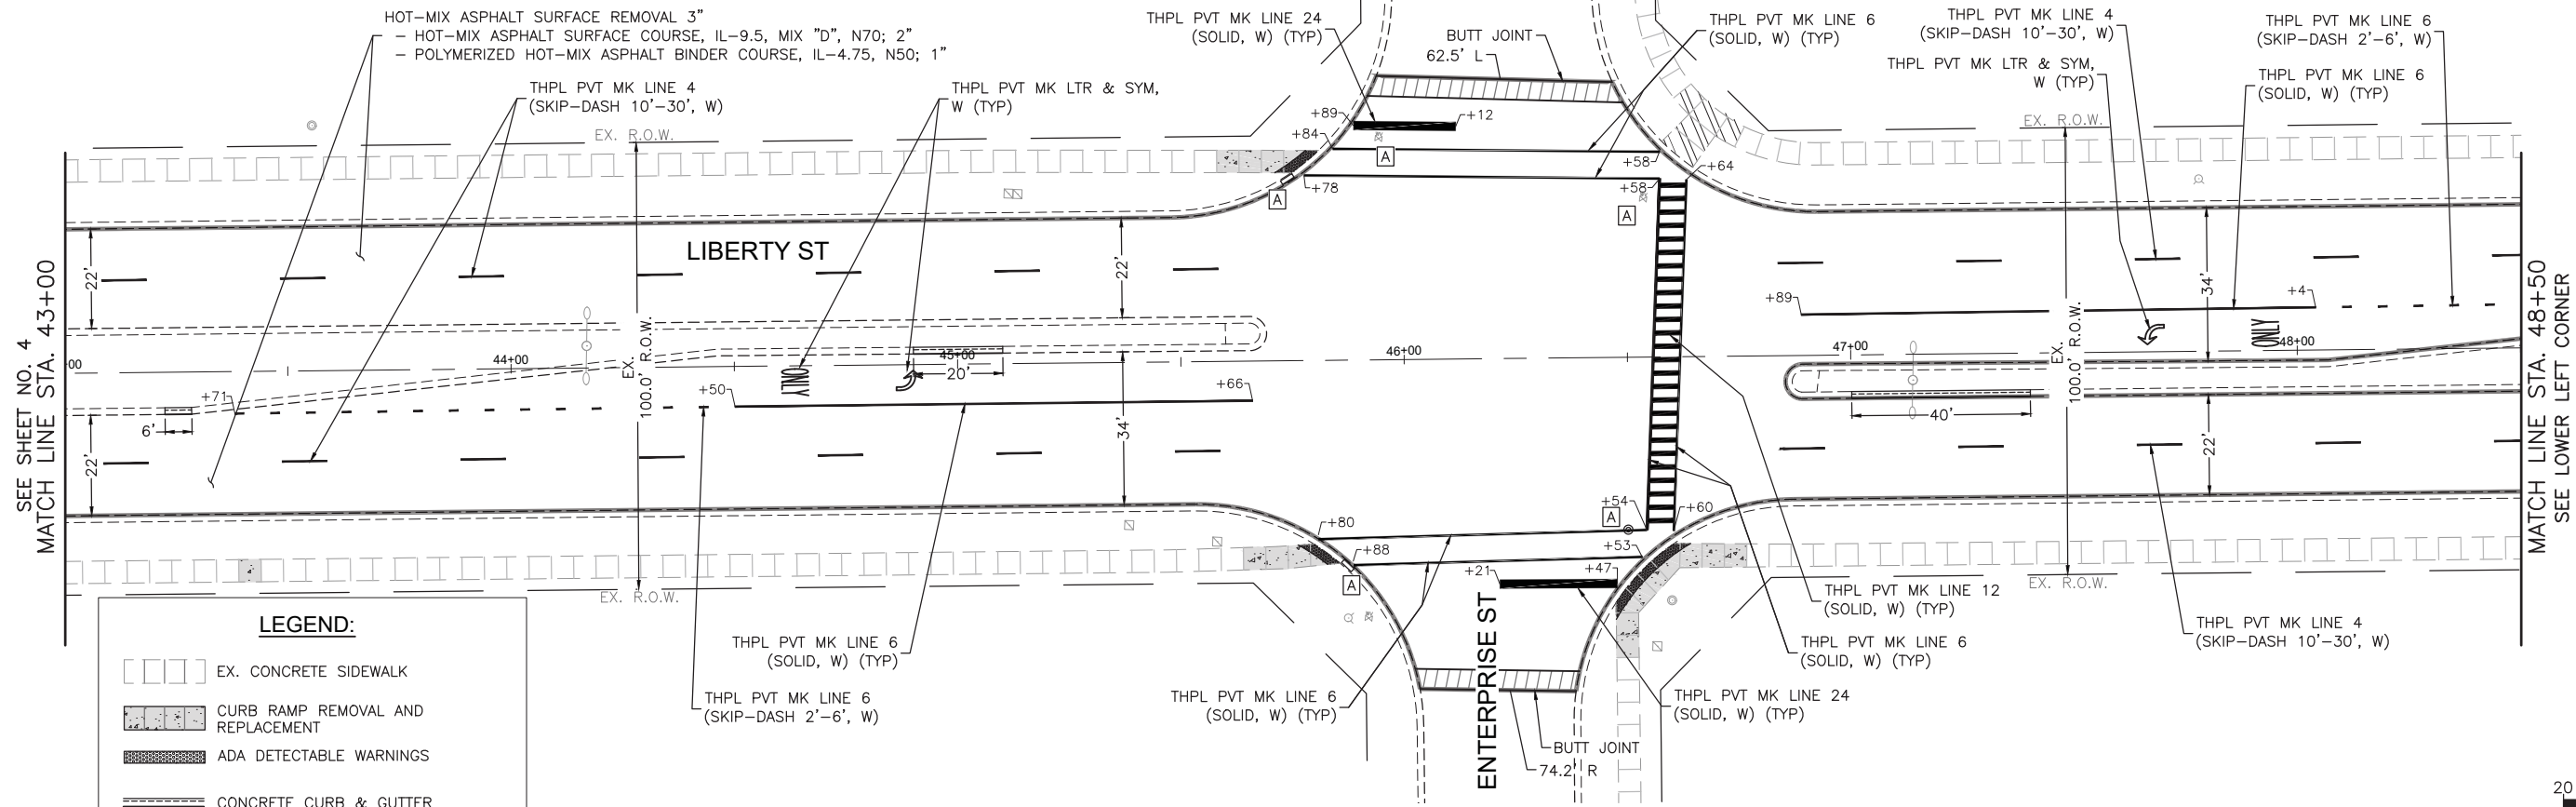 HOT-MIX ASPHALT SURFACE REMOVAL 3"
- HOT-MIX ASPHALT SURFACE COURSE, IL-9.5, MIX "D", N70; 2"
- POLYMERIZED HOT-MIX ASPHALT BINDER COURSE, IL-4.75, N50; 1"
THPL PVT MK LINE 4
(SKIP-DASH 10'-30', W)
THPL PVT MK LTR & SYM,
W (TYP)
THPL PVT MK LINE 24
(SOLID, W) (TYP)
BUTT JOINT
62.5' L
THPL PVT MK LINE 6
(SOLID, W) (TYP)
THPL PVT MK LINE 4
(SKIP-DASH 10'-30', W)
THPL PVT MK LTR & SYM,
W (TYP)
THPL PVT MK LINE 6
(SKIP-DASH 2'-6', W)
THPL PVT MK LINE 6
(SOLID, W) (TYP)
EX. R.O.W.
EX. R.O.W.
+89
+12
+84
A
+58
+64
+78
+58
A
A
SEE SHEET NO. 4
MATCH LINE STA. 43+00
22'
LIBERTY ST
22'
EX.
100.0' R.O.W.
00
44+00
45+00
20'
46+00
47+00
48+00
+71
6'
+50
ONLY
+66
22'
34'
+89
+4
ONLY
34'
EX.
100.0' R.O.W.
40'
22'
MATCH LINE STA. 48+50
SEE LOWER LEFT CORNER
+54
A
+60
+80
+88
+53
A
+21
+47
EX. R.O.W.
EX. R.O.W.
THPL PVT MK LINE 6
(SOLID, W) (TYP)
THPL PVT MK LINE 6
(SKIP-DASH 2'-6', W)
THPL PVT MK LINE 6
(SOLID, W) (TYP)
ENTERPRISE ST
BUTT JOINT
74.2' R
THPL PVT MK LINE 24
(SOLID, W) (TYP)
THPL PVT MK LINE 12
(SOLID, W) (TYP)
THPL PVT MK LINE 6
(SOLID, W) (TYP)
THPL PVT MK LINE 4
(SKIP-DASH 10'-30', W)
LEGEND:
EX. CONCRETE SIDEWALK
CURB RAMP REMOVAL AND
REPLACEMENT
ADA DETECTABLE WARNINGS
CONCRETE CURB & GUTTER
20